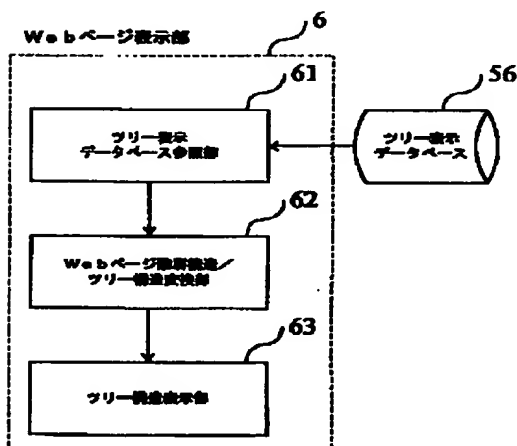 Webページ表示部
6
61
56
ツリー表示
データベース参照部
ツリー表示
データベース
62
Webページ階層構造/
ツリー構造変換部
63
ツリー構造表示部